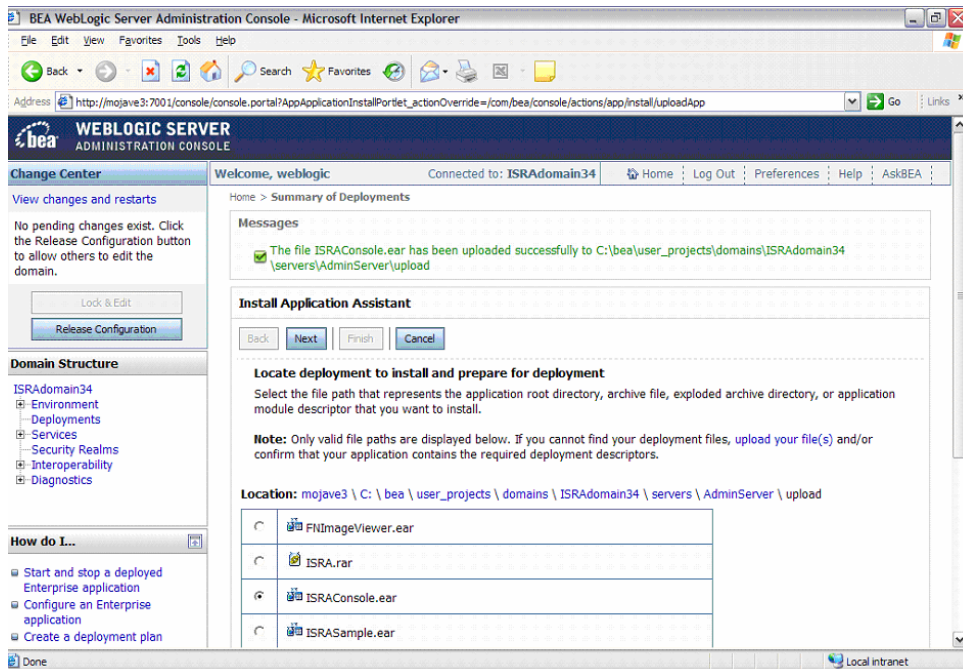 BEA WebLogic Server Administration Console - Microsoft Internet Explorer
File Edit View Favorites Tools Help
Back Search Favorites
Address http://mojave3:7001/console/console.portal?AppApplicationInstallPortlet_actionOverride=/com/bea/console/actions/app/install/uploadApp Go Links »
bea WEBLOGIC SERVER
ADMINISTRATION CONSOLE
Change Center
View changes and restarts
No pending changes exist. Click
the Release Configuration button
to allow others to edit the
domain.
Lock & Edit
Release Configuration
Domain Structure
ISRAdomain34
Environment
Deployments
Services
Security Realms
Interoperability
Diagnostics
How do I...
Start and stop a deployed
Enterprise application
Configure an Enterprise
application
Create a deployment plan
Welcome, weblogic Connected to: ISRAdomain34 Home Log Out Preferences Help AskBEA
Home > Summary of Deployments
Messages
The file ISRAConsole.ear has been uploaded successfully to C:\bea\user_projects\domains\ISRAdomain34
\servers\AdminServer\upload
Install Application Assistant
Back Next Finish Cancel
Locate deployment to install and prepare for deployment
Select the file path that represents the application root directory, archive file, exploded archive directory, or application
module descriptor that you want to install.
Note: Only valid file paths are displayed below. If you cannot find your deployment files, upload your file(s) and/or
confirm that your application contains the required deployment descriptors.
Location: mojave3 \ C: \ bea \ user_projects \ domains \ ISRAdomain34 \ servers \ AdminServer \ upload
FNImageViewer.ear
ISRA.rar
ISRAConsole.ear
ISRASample.ear
Done Local intranet